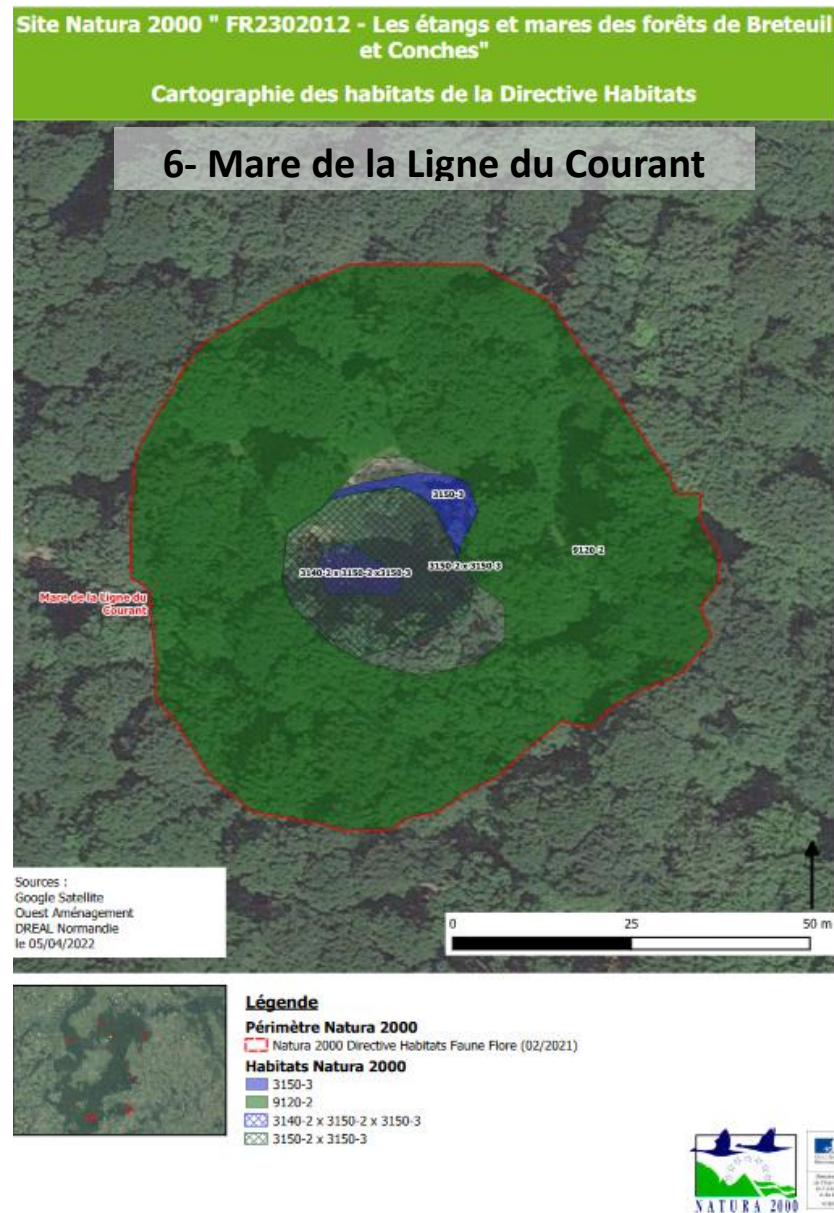 Site Natura 2000 " FR2302012 - Les étangs et mares des forêts de Breteuil
et Conches"
Cartographie des habitats de la Directive Habitats
6- Mare de la Ligne du Courant
3150-3
9120-2
3140-2 x 3150-2 x3150-3
3150-2 x 3150-3
Mare de la Ligne du
Courant
Sources :
Google Satellite
Ouest Aménagement
DREAL Normandie
le 05/04/2022
0 25 50 m
Légende
Périmètre Natura 2000
Natura 2000 Directive Habitats Faune Flore (02/2021)
Habitats Natura 2000
3150-3
9120-2
3140-2 x 3150-2 x 3150-3
3150-2 x 3150-3
NATURA 2000